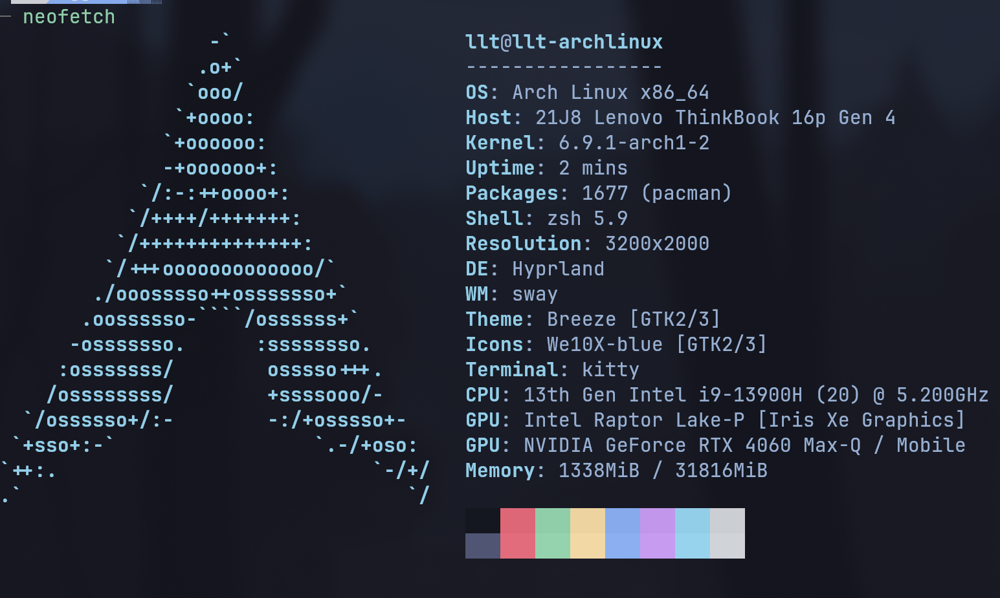 neofetch
-`
.o+`
`ooo/
`+oooo:
`+oooooo:
-+oooooo+:
`/:-:++oooo+:
`/++++/+++++++:
`/++++++++++++++:
`/+++ooooooooooooo/`
./ooosssso++osssssso+`
.oossssso-````/ossssss+`
-osssssso. :ssssssso.
:osssssss/ osssso+++.
/ossssssss/ +ssssooo/-
`/ossssso+/:- -:/+osssso+-
`+sso+:-` `.-/+oso:
`++:. `-/+/
.` `/
llt@llt-archlinux
-----------------
OS: Arch Linux x86_64
Host: 21J8 Lenovo ThinkBook 16p Gen 4
Kernel: 6.9.1-arch1-2
Uptime: 2 mins
Packages: 1677 (pacman)
Shell: zsh 5.9
Resolution: 3200x2000
DE: Hyprland
WM: sway
Theme: Breeze [GTK2/3]
Icons: We10X-blue [GTK2/3]
Terminal: kitty
CPU: 13th Gen Intel i9-13900H (20) @ 5.200GHz
GPU: Intel Raptor Lake-P [Iris Xe Graphics]
GPU: NVIDIA GeForce RTX 4060 Max-Q / Mobile
Memory: 1338MiB / 31816MiB